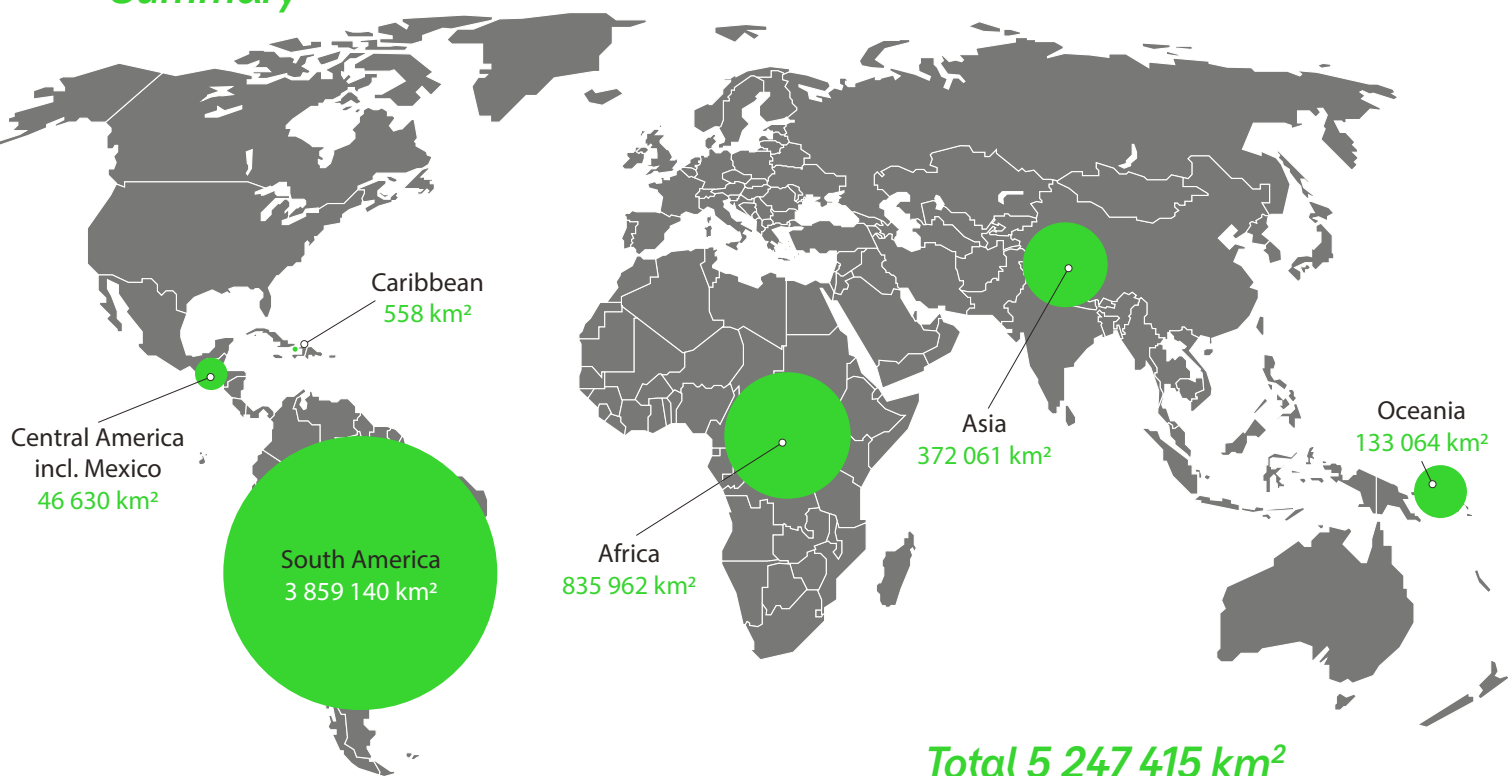 Summary
Caribbean
558 km²
Central America
incl. Mexico
46 630 km²
South America
3 859 140 km²
Africa
835 962 km²
Asia
372 061 km²
Oceania
133 064 km²
Total 5 247 415 km²